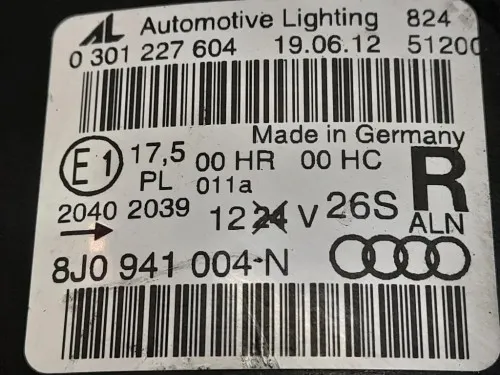 AL Automotive Lighting 824
0 301 227 604 19.06.12 51200
Made in Germany
E1 17,5 00 HR 00 HC R
PL 011a
2040 2039 12 24 V 26S ALN
8J0 941 004-N